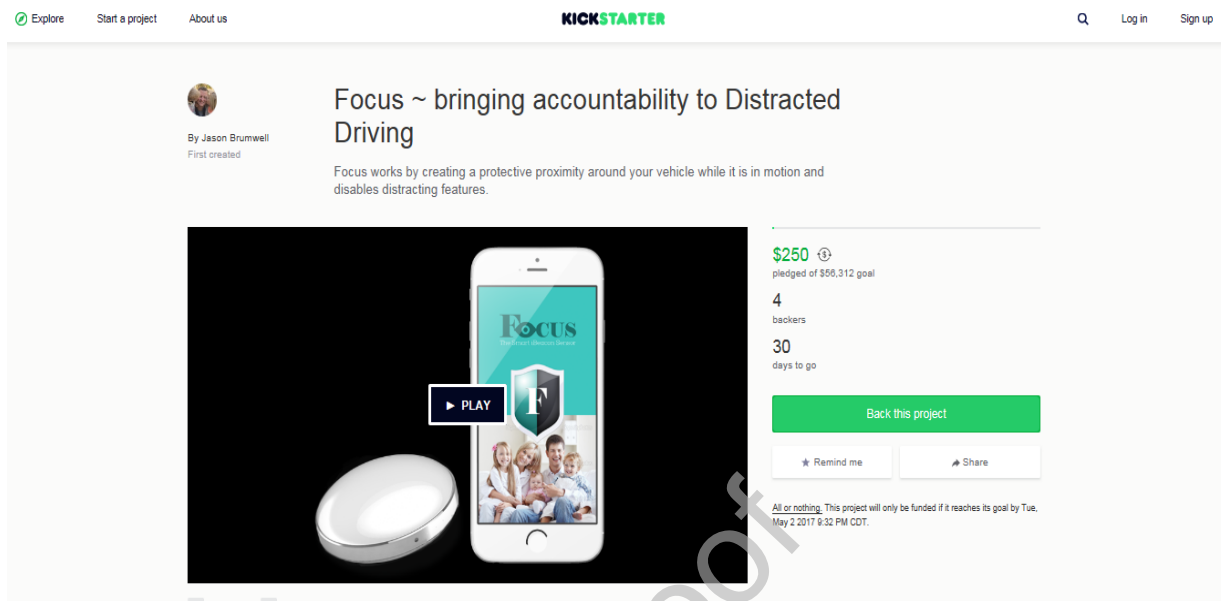 Explore
Start a project
About us
KICKSTARTER
Log in
Sign up
Focus ~ bringing accountability to Distracted
Driving
By Jason Brumwell
First created
Focus works by creating a protective proximity around your vehicle while it is in motion and
disables distracting features.
Focus
The Smart iBeacon Sensor
F
PLAY
$250
pledged of $56,312 goal
4
backers
30
days to go
Back this project
Remind me
Share
All or nothing. This project will only be funded if it reaches its goal by Tue,
May 2 2017 9:32 PM CDT.